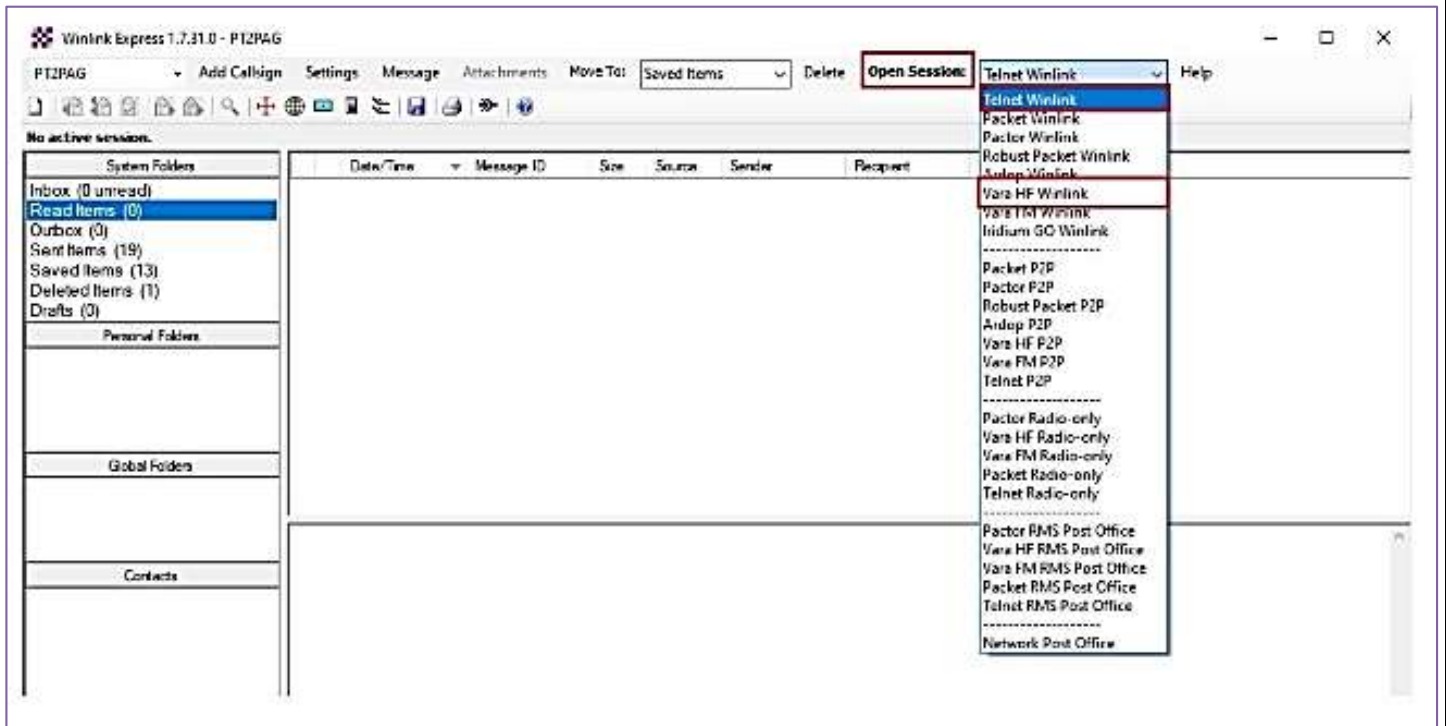 Winlink Express 1.7.31.0 - PT2PAG
PT2PAG Add Callsign Settings Message Attachments Move To: Saved Items Delete Open Session: Telnet Winlink Help
No active session.
System Folders
Date/Time Message ID Size Source Sender Recipient
Inbox (0 unread)
Read Items (0)
Outbox (0)
Sent Items (19)
Saved Items (13)
Deleted Items (1)
Drafts (0)
Personal Folders
Global Folders
Contacts
Telnet Winlink
Packet Winlink
Pactor Winlink
Robust Packet Winlink
Ardop Winlink
Vara HF Winlink
Vara FM Winlink
Iridium GO Winlink
--------------------
Packet P2P
Pactor P2P
Robust Packet P2P
Ardop P2P
Vara HF P2P
Vara FM P2P
Telnet P2P
--------------------
Pactor Radio-only
Vara HF Radio-only
Vara FM Radio-only
Packet Radio-only
Telnet Radio-only
--------------------
Pactor RMS Post Office
Vara HF RMS Post Office
Vara FM RMS Post Office
Packet RMS Post Office
Telnet RMS Post Office
--------------------
Network Post Office